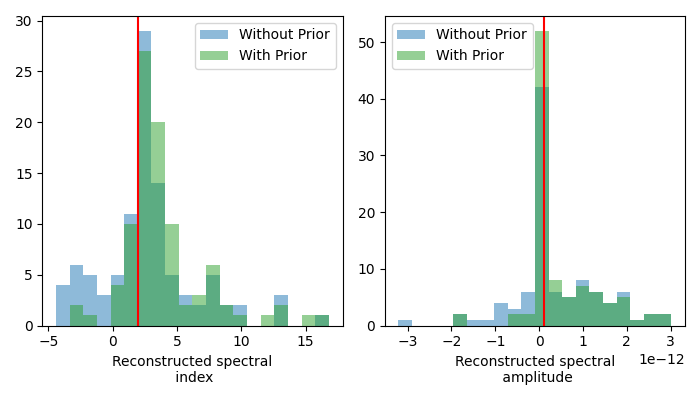 30
25
20
15
10
5
0
−5
0
5
10
15
Without Prior
With Prior
Reconstructed spectral
index
50
40
30
20
10
0
−3
−2
−1
0
1
2
3
1e−12
Without Prior
With Prior
Reconstructed spectral
amplitude